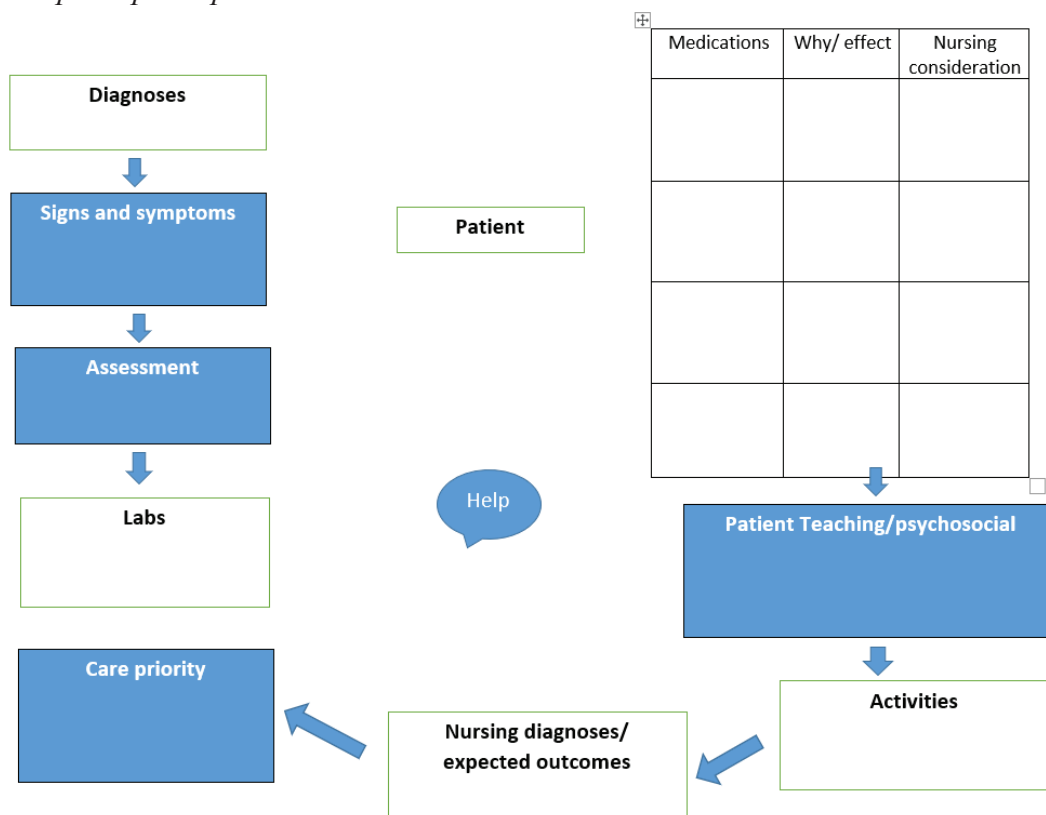 Medications
Why/ effect
Nursing
consideration
Diagnoses
Signs and symptoms
Patient
Assessment
Help
Labs
Patient Teaching/psychosocial
Care priority
Activities
Nursing diagnoses/
expected outcomes